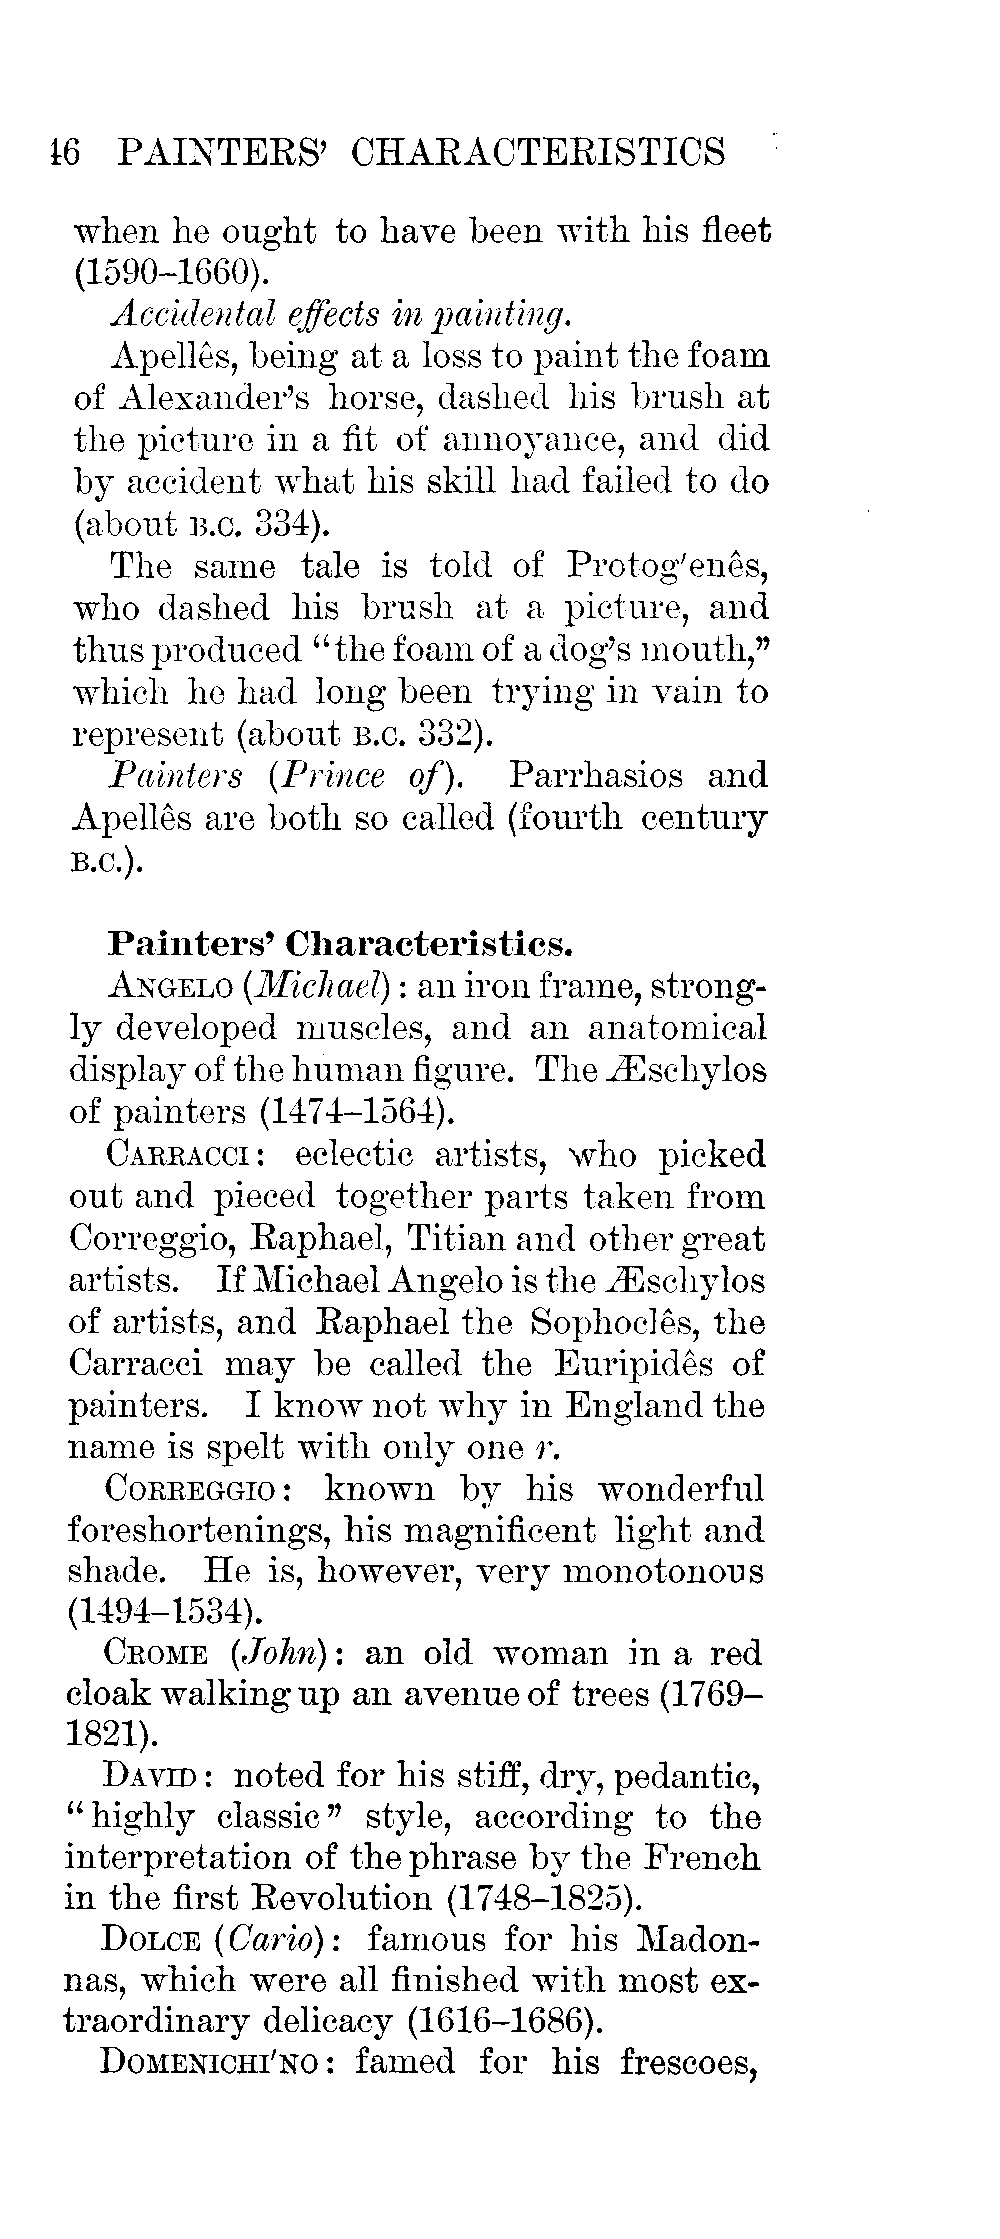 46 PAINTERS' CHARACTERISTICS
when he ought to have been with his fleet
(1590–1660).
Accidental effects in painting.
Apellês, being at a loss to paint the foam
of Alexander's horse, dashed his brush at
the picture in a fit of annoyance, and did
by accident what his skill had failed to do
(about B.C. 334).
The same tale is told of Protog'enês,
who dashed his brush at a picture, and
thus produced “the foam of a dog's mouth,”
which he had long been trying in vain to
represent (about B.C. 332).
Painters (Prince of). Parrhasios and
Apellês are both so called (fourth century
B.C.).
Painters' Characteristics.
ANGELO (Michael): an iron frame, strong-
ly developed muscles, and an anatomical
display of the human figure. The Æschylos
of painters (1474–1564).
CARRACCI: eclectic artists, who picked
out and pieced together parts taken from
Correggio, Raphael, Titian and other great
artists. If Michael Angelo is the Æschylos
of artists, and Raphael the Sophoclês, the
Carracci may be called the Euripidês of
painters. I know not why in England the
name is spelt with only one r.
CORREGGIO: known by his wonderful
foreshortenings, his magnificent light and
shade. He is, however, very monotonous
(1494–1534).
CROME (John): an old woman in a red
cloak walking up an avenue of trees (1769–
1821).
DAVID: noted for his stiff, dry, pedantic,
“highly classic” style, according to the
interpretation of the phrase by the French
in the first Revolution (1748–1825).
DOLCE (Cario): famous for his Madon-
nas, which were all finished with most ex-
traordinary delicacy (1616–1686).
DOMENICHI'NO: famed for his frescoes,